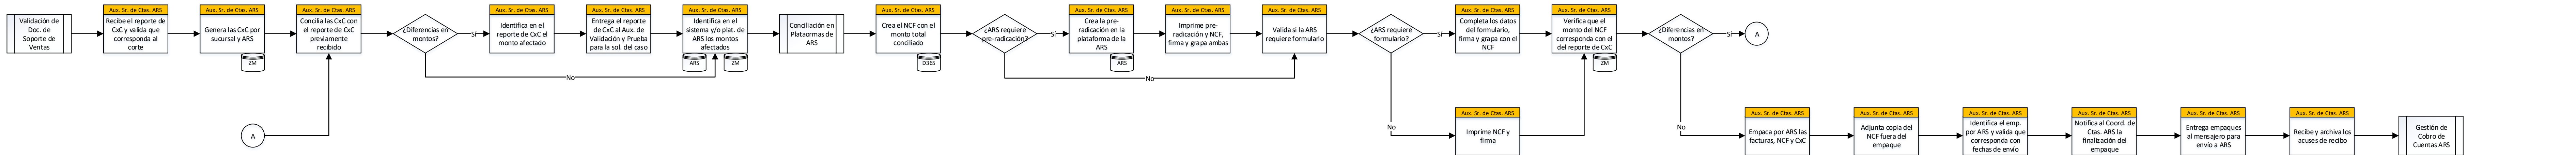 Validación de
Doc. de
Soporte de
Ventas
Aux. Sr. de Ctas. ARS
Recibe el reporte de
CxC y valida que
corresponda al
corte
Aux. Sr. de Ctas. ARS
Genera las CxC por
sucursal y ARS
ZM
Aux. Sr. de Ctas. ARS
Concilia las CxC con
el reporte de CxC
previamente
recibido
¿Diferencias en
montos?
Sí
No
Aux. Sr. de Ctas. ARS
Identifica en el
reporte de CxC el
monto afectado
Aux. Sr. de Ctas. ARS
Entrega el reporte
de CxC al Aux. de
Validación y Prueba
para la sol. del caso
Aux. Sr. de Ctas. ARS
Identifica en el
sistema y/o plat. de
ARS los montos
afectados
ARS
ZM
Conciliación en
Plataormas de
ARS
Aux. Sr. de Ctas. ARS
Crea el NCF con el
monto total
conciliado
D365
¿ARS requiere
pre-radicación?
Sí
No
Aux. Sr. de Ctas. ARS
Crea la pre-
radicación en la
plataforma de la
ARS
ARS
Aux. Sr. de Ctas. ARS
Imprime pre-
radicación y NCF,
firma y grapa ambas
Aux. Sr. de Ctas. ARS
Valida si la ARS
requiere formulario
¿ARS requiere
formulario?
Sí
No
Aux. Sr. de Ctas. ARS
Completa los datos
del formulario,
firma y grapa con el
NCF
Aux. Sr. de Ctas. ARS
Verifica que el
monto del NCF
corresponda con el
del reporte de CxC
ZM
¿Diferencias en
montos?
Sí
A
No
A
Aux. Sr. de Ctas. ARS
Imprime NCF y
firma
Aux. Sr. de Ctas. ARS
Empaca por ARS las
facturas, NCF y CxC
Aux. Sr. de Ctas. ARS
Adjunta copia del
NCF fuera del
empaque
Aux. Sr. de Ctas. ARS
Identifica el emp.
por ARS y valida que
corresponda con
fechas de envío
Aux. Sr. de Ctas. ARS
Notifica al Coord. de
Ctas. ARS la
finalización del
empaque
Aux. Sr. de Ctas. ARS
Entrega empaques
al mensajero para
envío a ARS
Aux. Sr. de Ctas. ARS
Recibe y archiva los
acuses de recibo
Gestión de
Cobro de
Cuentas ARS